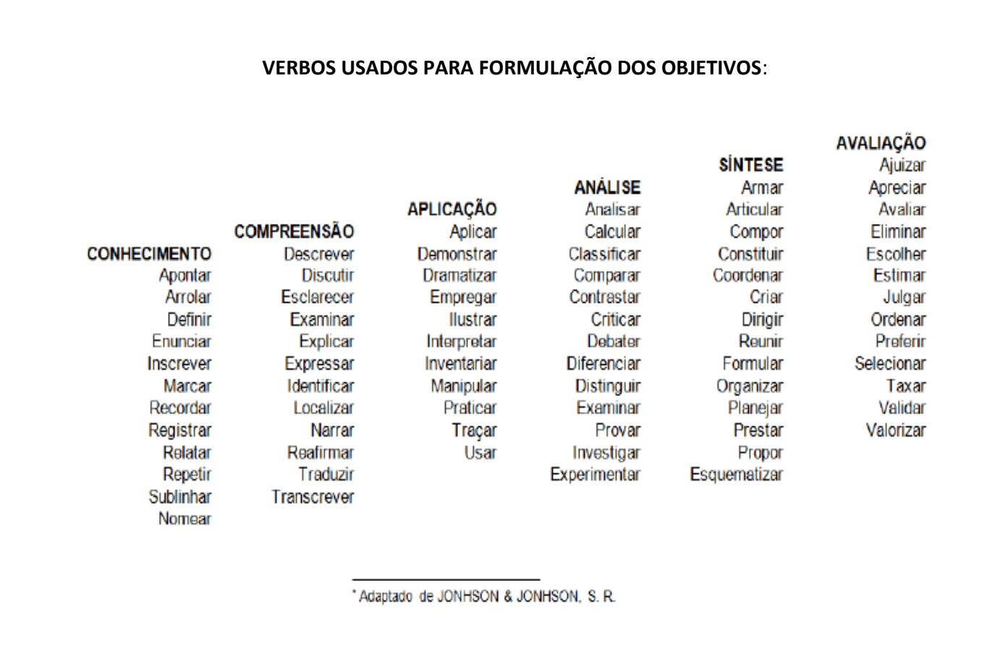 VERBOS USADOS PARA FORMULAÇÃO DOS OBJETIVOS:
CONHECIMENTO
Apontar
Arrolar
Definir
Enunciar
Inscrever
Marcar
Recordar
Registrar
Relatar
Repetir
Sublinhar
Nomear
COMPREENSÃO
Descrever
Discutir
Esclarecer
Examinar
Explicar
Expressar
Identificar
Localizar
Narrar
Reafirmar
Traduzir
Transcrever
APLICAÇÃO
Aplicar
Demonstrar
Dramatizar
Empregar
Ilustrar
Interpretar
Inventariar
Manipular
Praticar
Traçar
Usar
ANÁLISE
Analisar
Calcular
Classificar
Comparar
Contrastar
Criticar
Debater
Diferenciar
Distinguir
Examinar
Provar
Investigar
Experimentar
SÍNTESE
Armar
Articular
Compor
Constituir
Coordenar
Criar
Dirigir
Reunir
Formular
Organizar
Planejar
Prestar
Propor
Esquematizar
AVALIAÇÃO
Ajuizar
Apreciar
Avaliar
Eliminar
Escolher
Estimar
Julgar
Ordenar
Preferir
Selecionar
Taxar
Validar
Valorizar
* Adaptado de JONHSON & JONHSON, S. R.